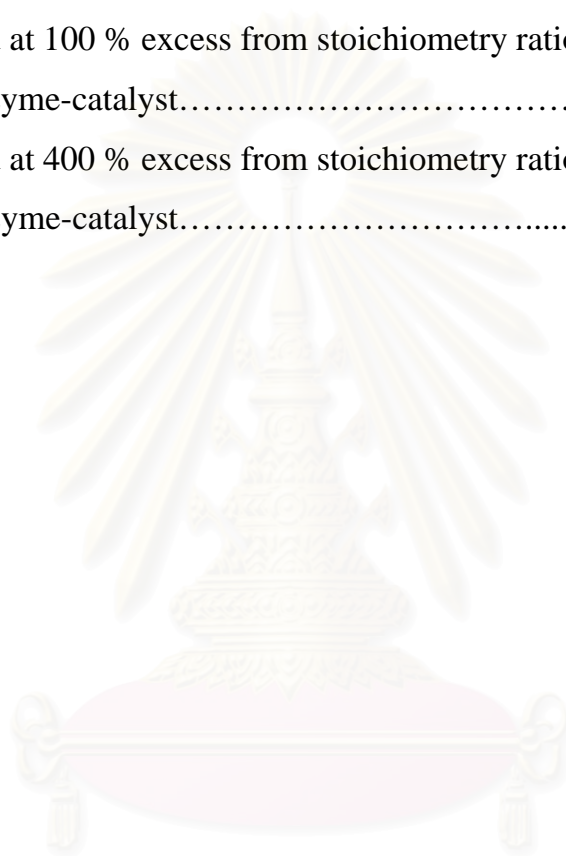 at 100 % excess from stoichiometry ratio
yme-catalyst……………………………
at 400 % excess from stoichiometry ratio
yme-catalyst………………………….....